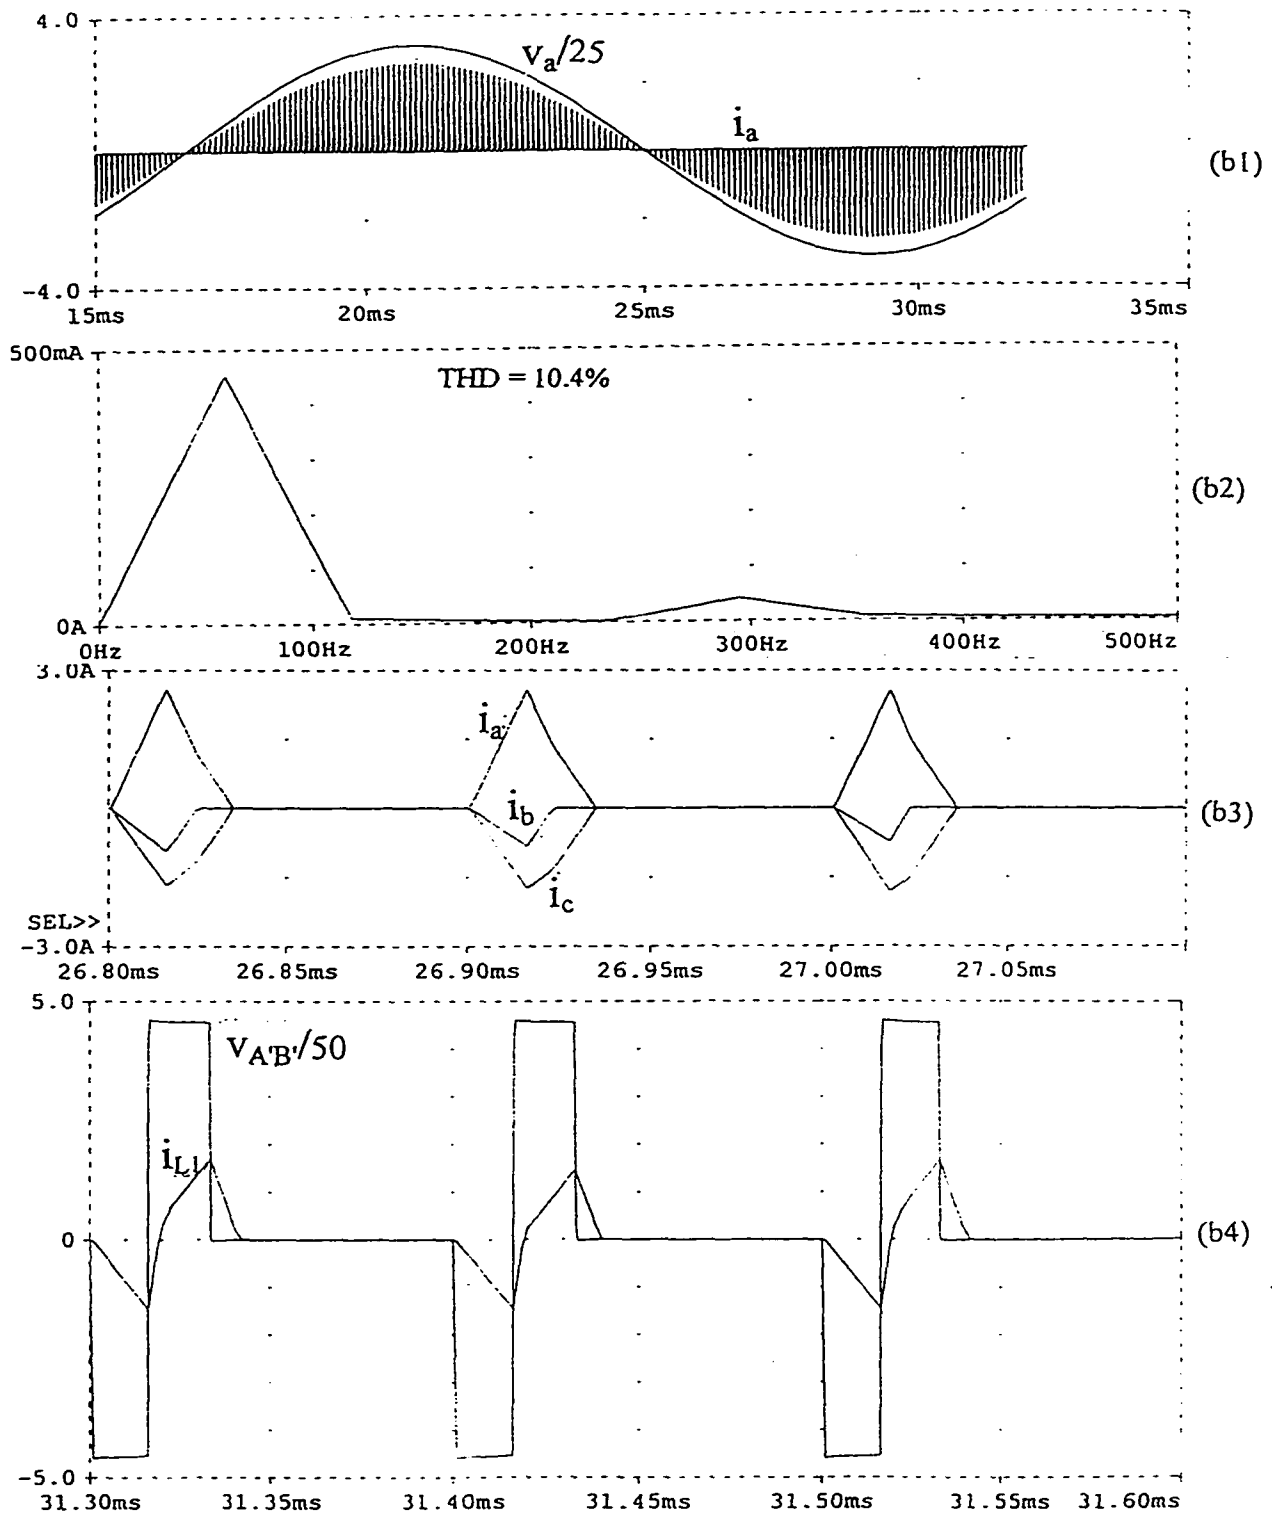 4.0
v_a/25
i_a
(b1)
-4.0
15ms 20ms 25ms 30ms 35ms
500mA
THD = 10.4%
(b2)
0A
0Hz 100Hz 200Hz 300Hz 400Hz 500Hz
3.0A
i_a
i_b
(b3)
i_c
SEL>>
-3.0A
26.80ms 26.85ms 26.90ms 26.95ms 27.00ms 27.05ms
5.0
v_A'B'/50
i_L1
0
(b4)
-5.0
31.30ms 31.35ms 31.40ms 31.45ms 31.50ms 31.55ms 31.60ms